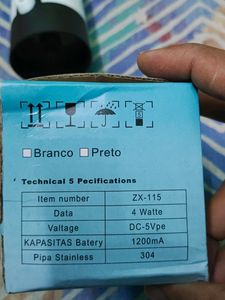 Branco Preto
Technical 5 Pecifications
Item number ZX-115
Data 4 Watte
Valtage DC-5Vpe
KAPASITAS Batery 1200mA
Pipa Stainless 304